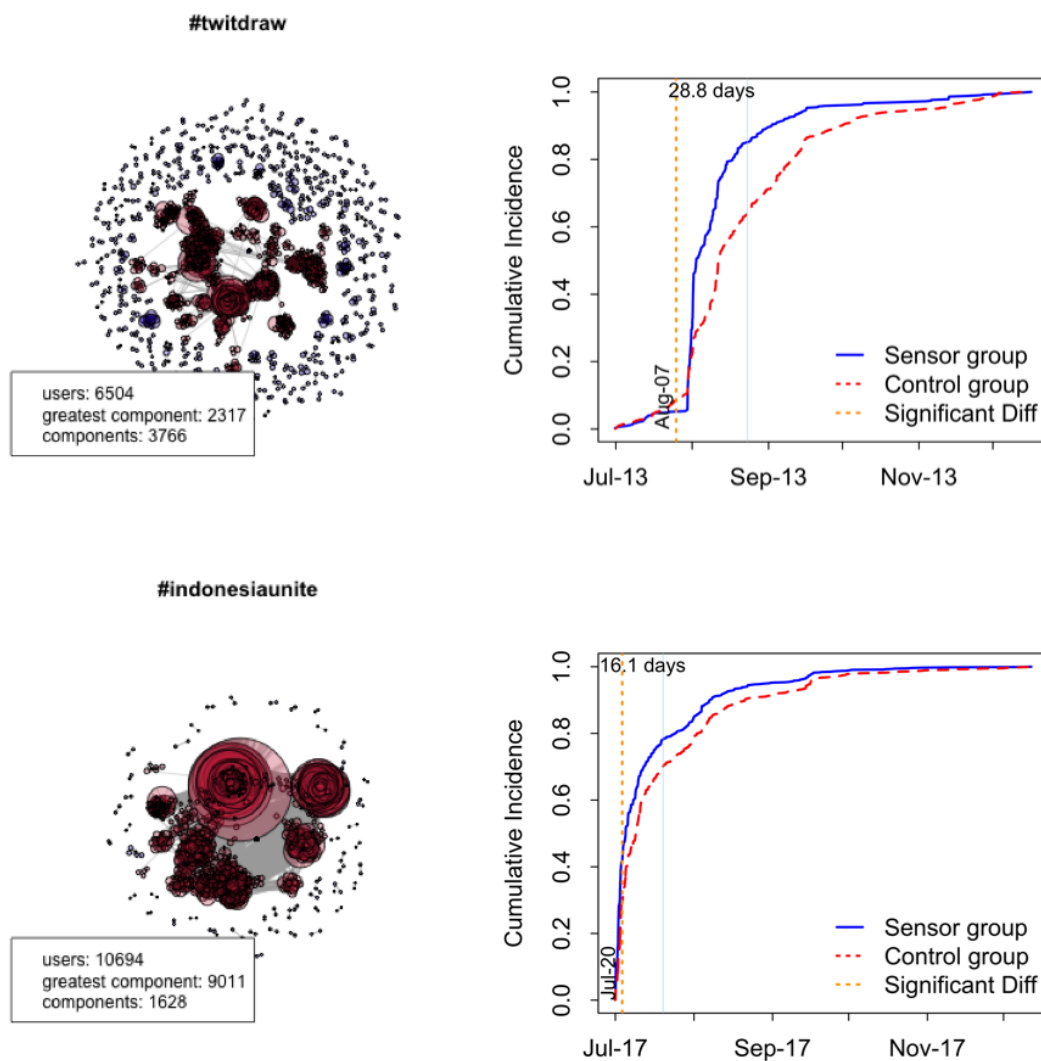 #twitdraw
users: 6504
greatest component: 2317
components: 3766
28.8 days
Cumulative Incidence
0.0
0.2
0.4
0.6
0.8
1.0
Aug-07
Sensor group
Control group
Significant Diff
Jul-13
Sep-13
Nov-13
#indonesiaunite
users: 10694
greatest component: 9011
components: 1628
16.1 days
Cumulative Incidence
0.0
0.2
0.4
0.6
0.8
1.0
Jul-20
Sensor group
Control group
Significant Diff
Jul-17
Sep-17
Nov-17